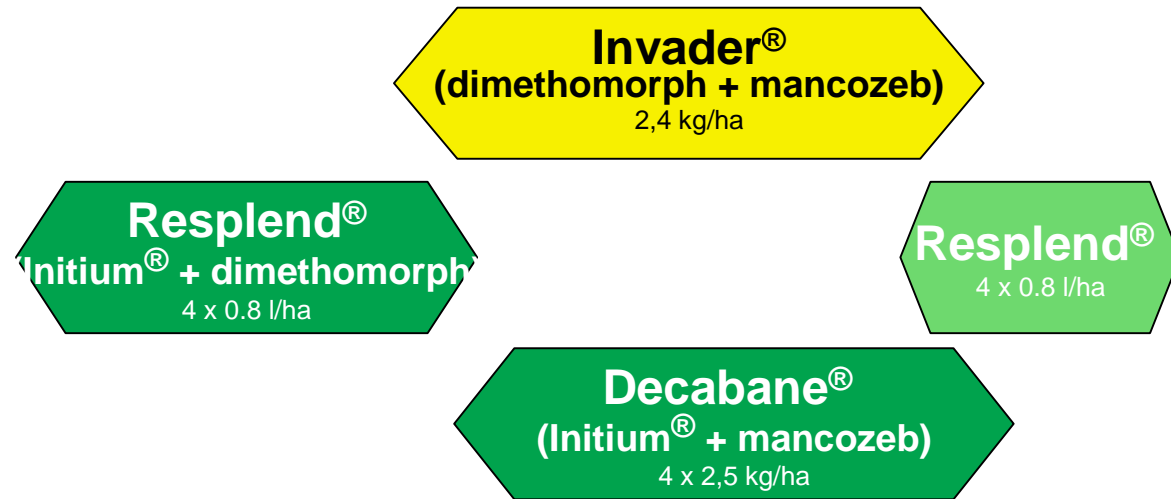 Invader®
(dimethomorph + mancozeb)
2,4 kg/ha
Resplend®
(Initium® + dimethomorph)
4 x 0.8 l/ha
Resplend®
4 x 0.8 l/ha
Decabane®
(Initium® + mancozeb)
4 x 2,5 kg/ha